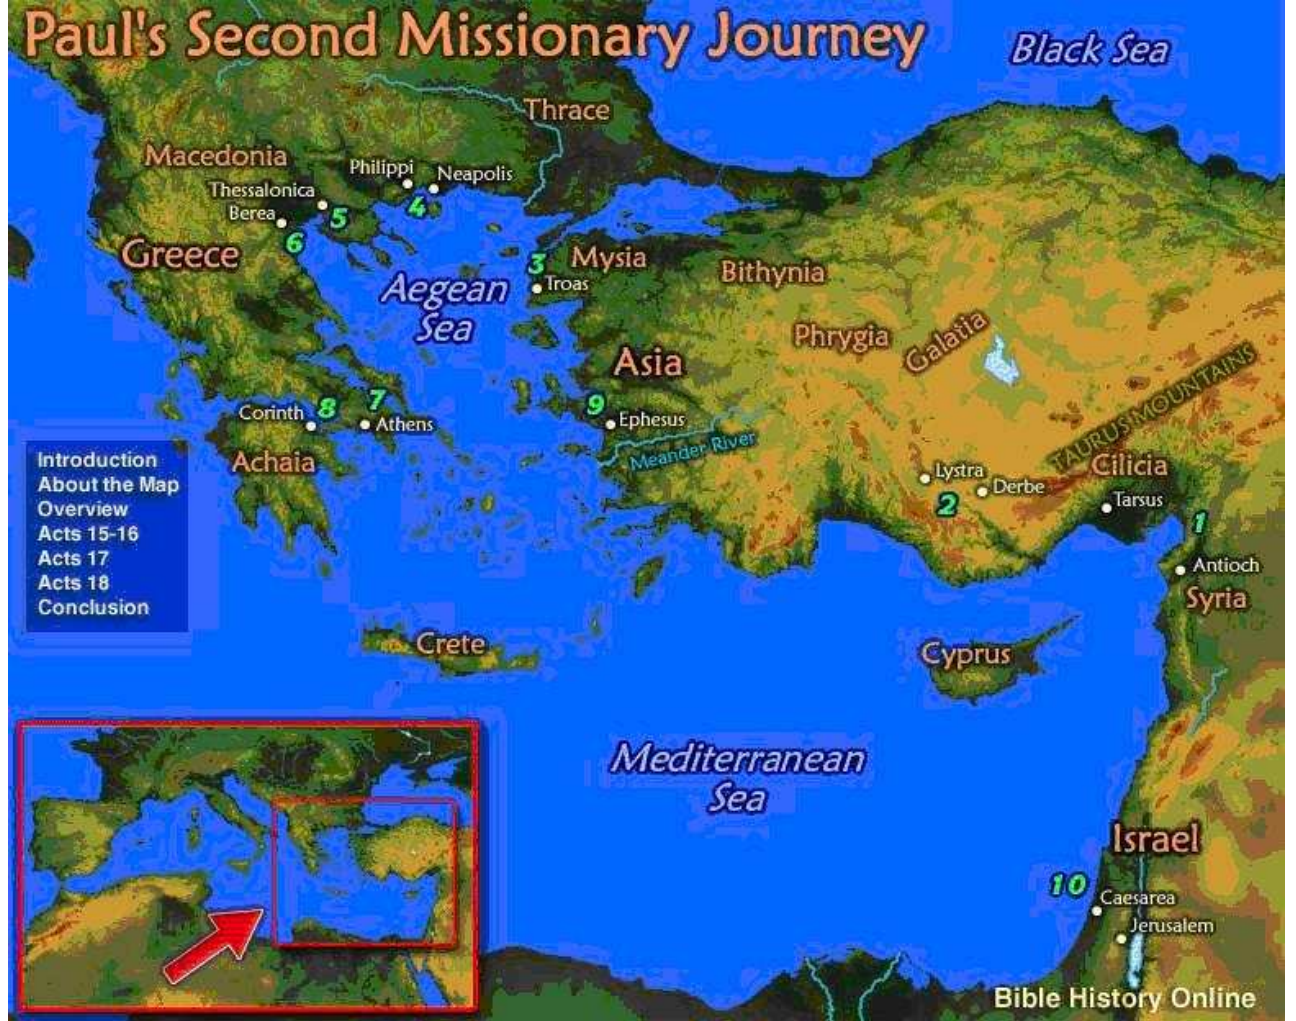 Paul's Second Missionary Journey
Black Sea
Thrace
Macedonia
Philippi
Neapolis
Thessalonica
4
Berea
5
6
Greece
3
Mysia
Troas
Bithynia
Aegean
Sea
Phrygia
Galatia
Asia
TAURUS MOUNTAINS
Corinth
8
7
Athens
9
Ephesus
Meander River
Achaia
Lystra
Derbe
2
Cilicia
Tarsus
1
Antioch
Syria
Introduction
About the Map
Overview
Acts 15-16
Acts 17
Acts 18
Conclusion
Crete
Cyprus
Mediterranean
Sea
Israel
10
Caesarea
Jerusalem
Bible History Online